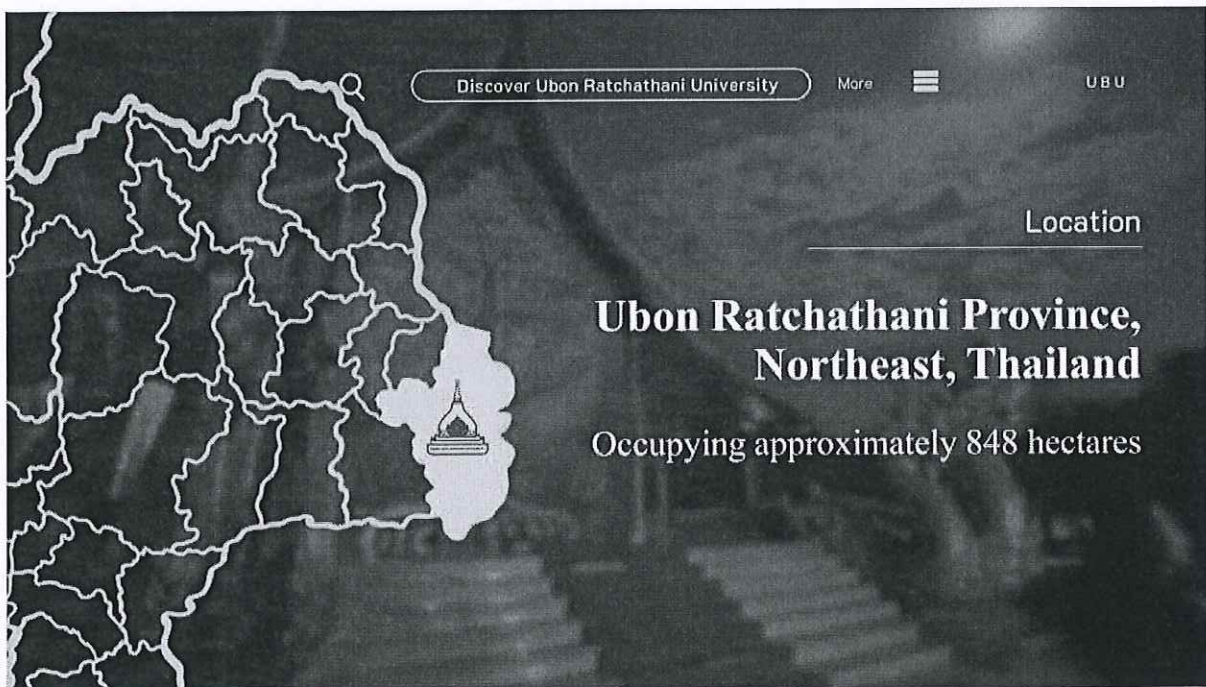 Discover Ubon Ratchathani University
More
UBU
Location
Ubon Ratchathani Province,
Northeast, Thailand
Occupying approximately 848 hectares